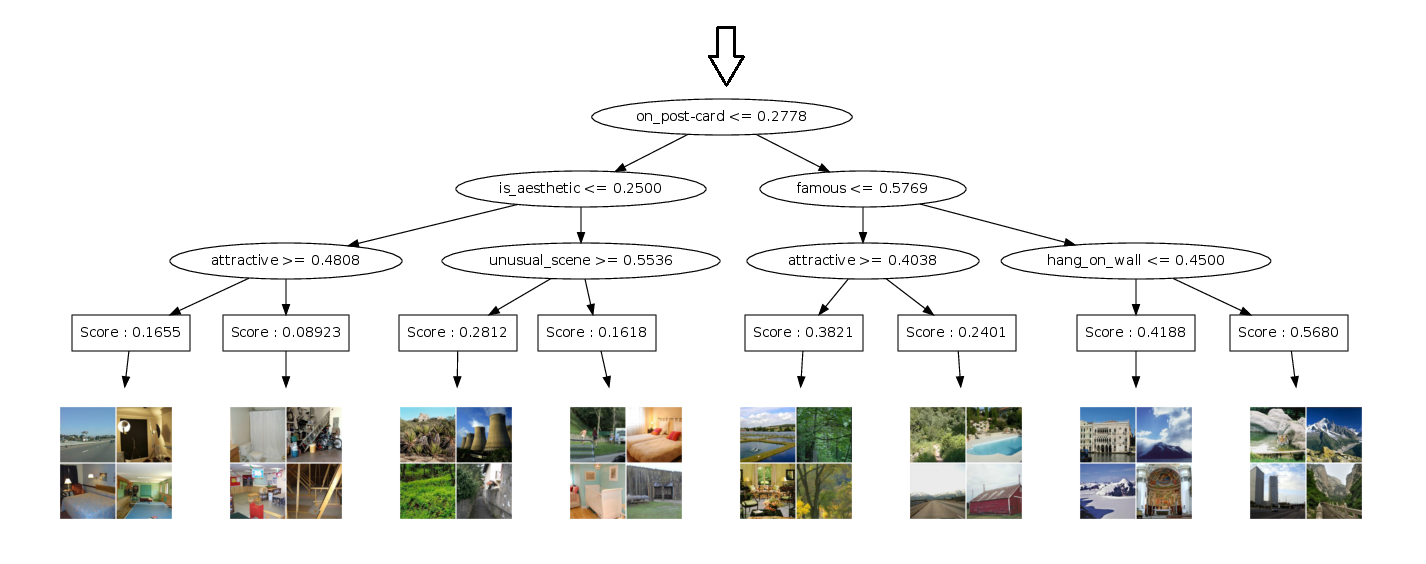 on_post-card <= 0.2778
is_aesthetic <= 0.2500
famous <= 0.5769
attractive >= 0.4808
unusual_scene >= 0.5536
attractive >= 0.4038
hang_on_wall <= 0.4500
Score : 0.1655
Score : 0.08923
Score : 0.2812
Score : 0.1618
Score : 0.3821
Score : 0.2401
Score : 0.4188
Score : 0.5680